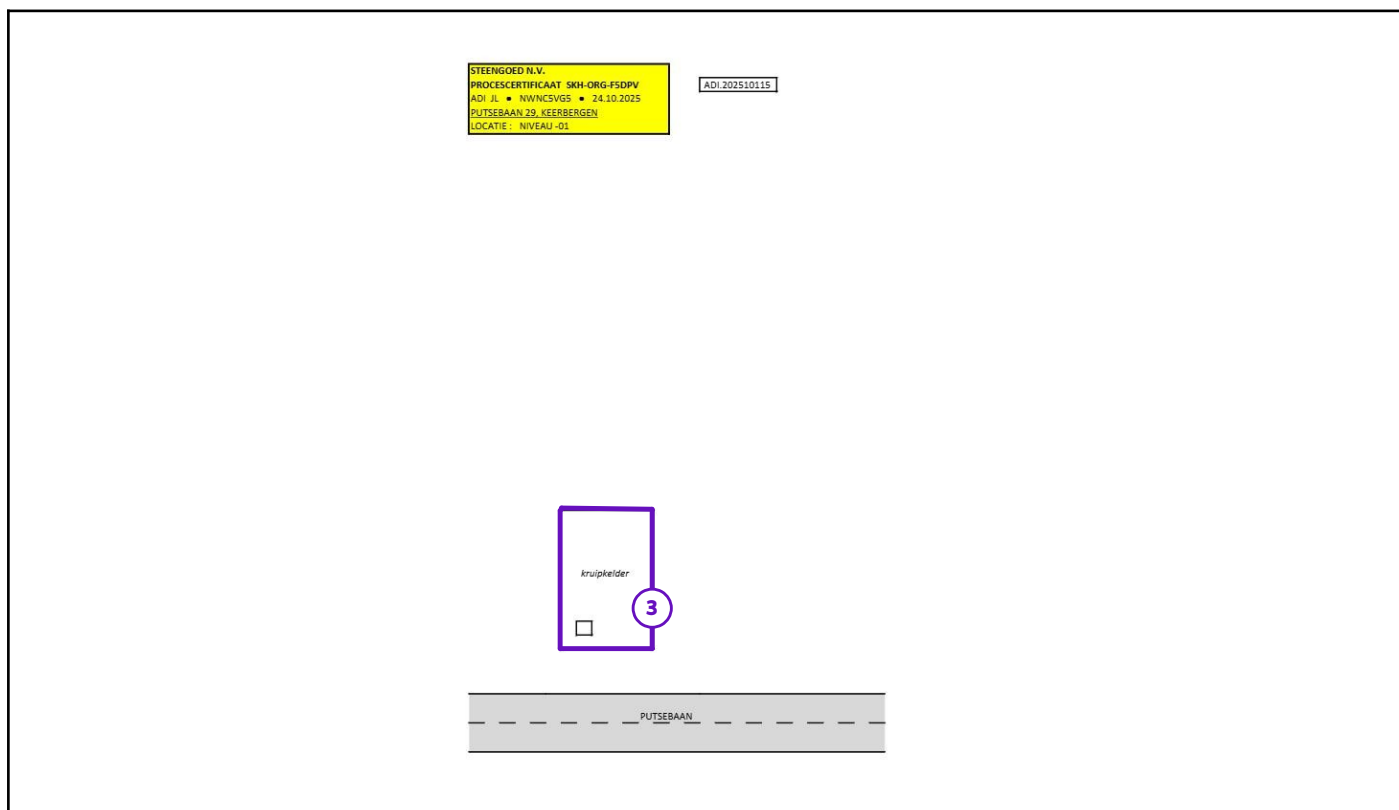 STEENGOED N.V.
PROCESCERTIFICAAT SKH-ORG-F5DPV
ADI JL ● NWNC5VG5 ● 24.10.2025
PUTSEBAAN 29, KEERBERGEN
LOCATIE : NIVEAU -01
ADI.202510115
kruipkelder
3
PUTSEBAAN